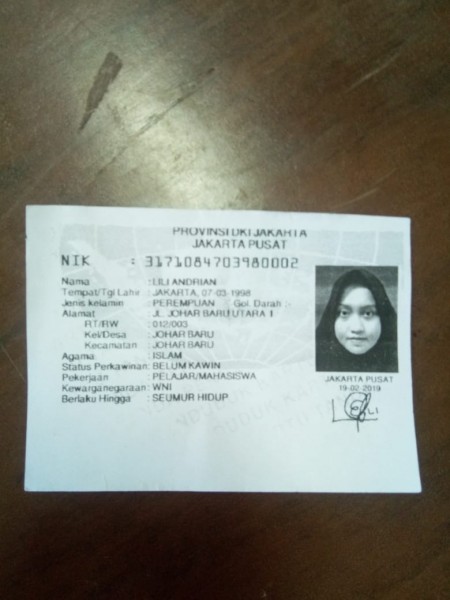 PROVINSI DKI JAKARTA
JAKARTA PUSAT
NIK : 3171084703980002
Nama : LILI ANDRIAN
Tempat/Tgl Lahir : JAKARTA, 07-03-1998
Jenis kelamin : PEREMPUAN Gol. Darah :-
Alamat : JL. JOHAR BARU UTARA I
RT/RW : 012/003
Kel/Desa : JOHAR BARU
Kecamatan : JOHAR BARU
Agama : ISLAM
Status Perkawinan: BELUM KAWIN
Pekerjaan : PELAJAR/MAHASISWA
Kewarganegaraan: WNI
Berlaku Hingga : SEUMUR HIDUP
JAKARTA PUSAT
19-02-2019